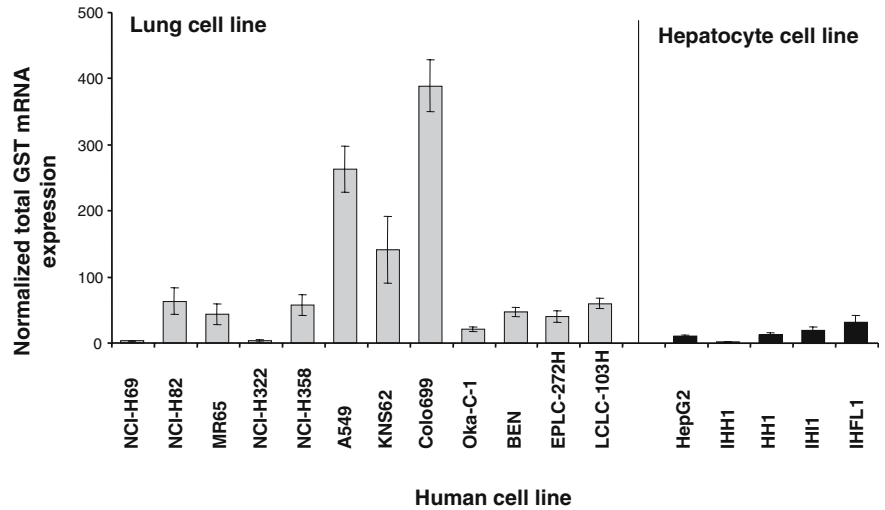 Lung cell line
Hepatocyte cell line
Normalized total GST mRNA
expression
500
400
300
200
100
0
NCI-H69
NCI-H82
MR65
NCI-H322
NCI-H358
A549
KNS62
Colo699
Oka-C-1
BEN
EPLC-272H
LCLC-103H
HepG2
IHH1
HH1
IHI1
IHFL1
Human cell line